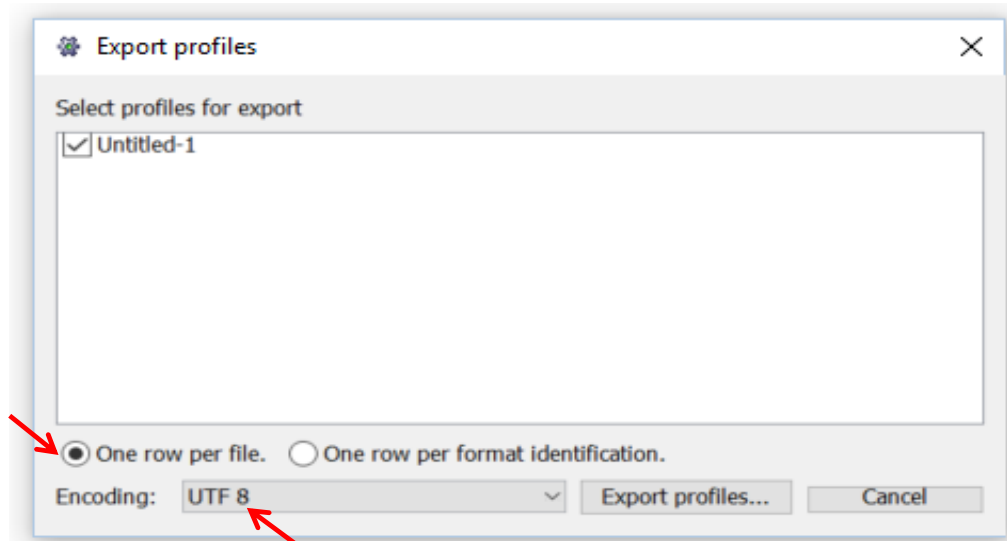 Export profiles
Select profiles for export
Untitled-1
One row per file. One row per format identification.
Encoding: UTF 8 Export profiles... Cancel